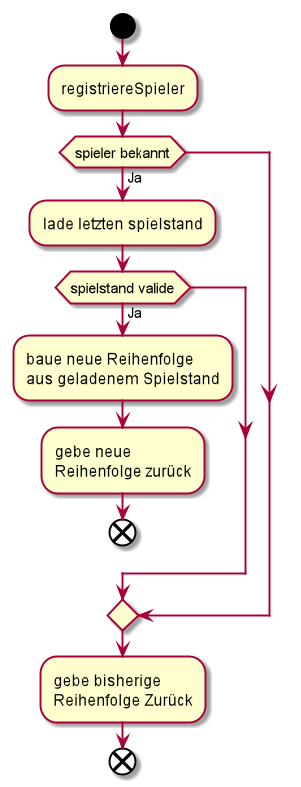 registriereSpieler
spieler bekannt
Ja
lade letzten spielstand
spielstand valide
Ja
baue neue Reihenfolge
aus geladenem Spielstand
gebe neue
Reihenfolge zurück
gebe bisherige
Reihenfolge Zurück